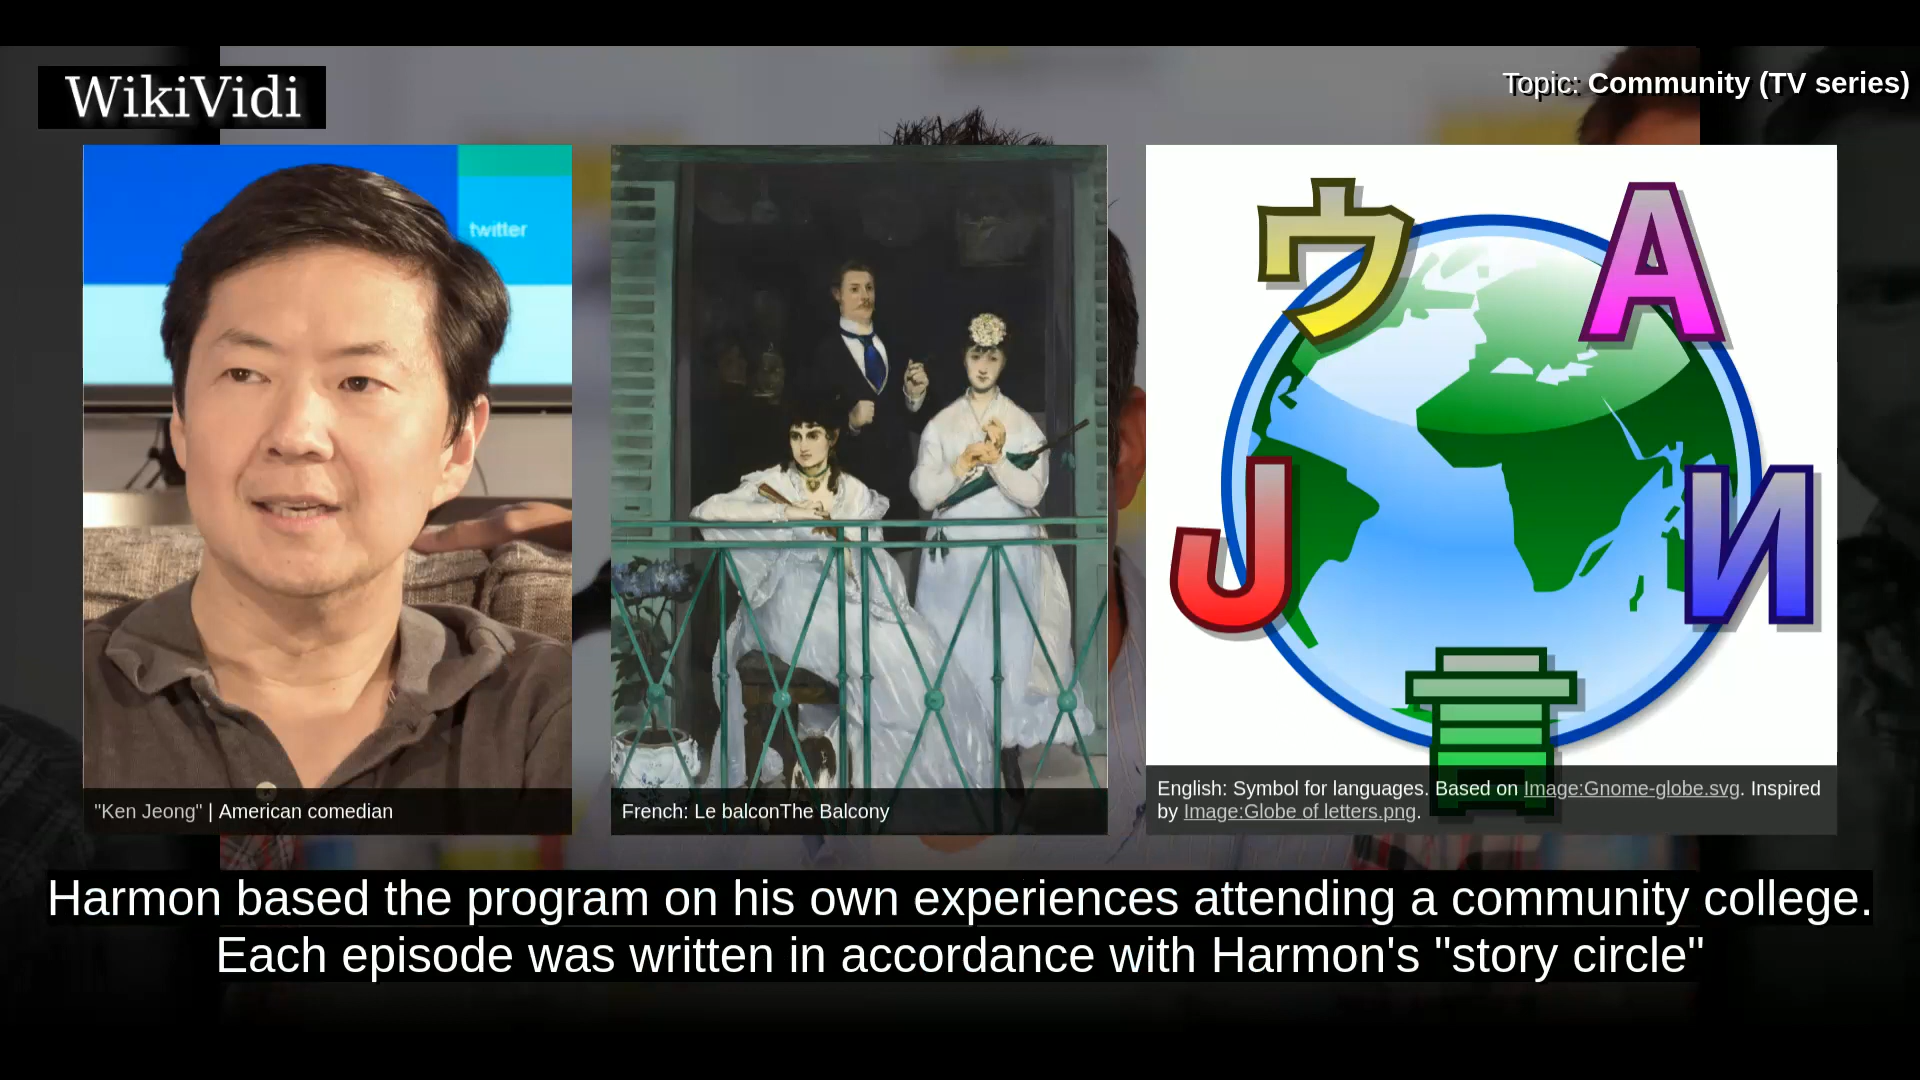 WikiVidi
Topic: Community (TV series)
twitter
ウ
A
J
И
"Ken Jeong" | American comedian
French: Le balconThe Balcony
English: Symbol for languages. Based on Image:Gnome-globe.svg. Inspired
by Image:Globe of letters.png.
Harmon based the program on his own experiences attending a community college.
Each episode was written in accordance with Harmon's "story circle"